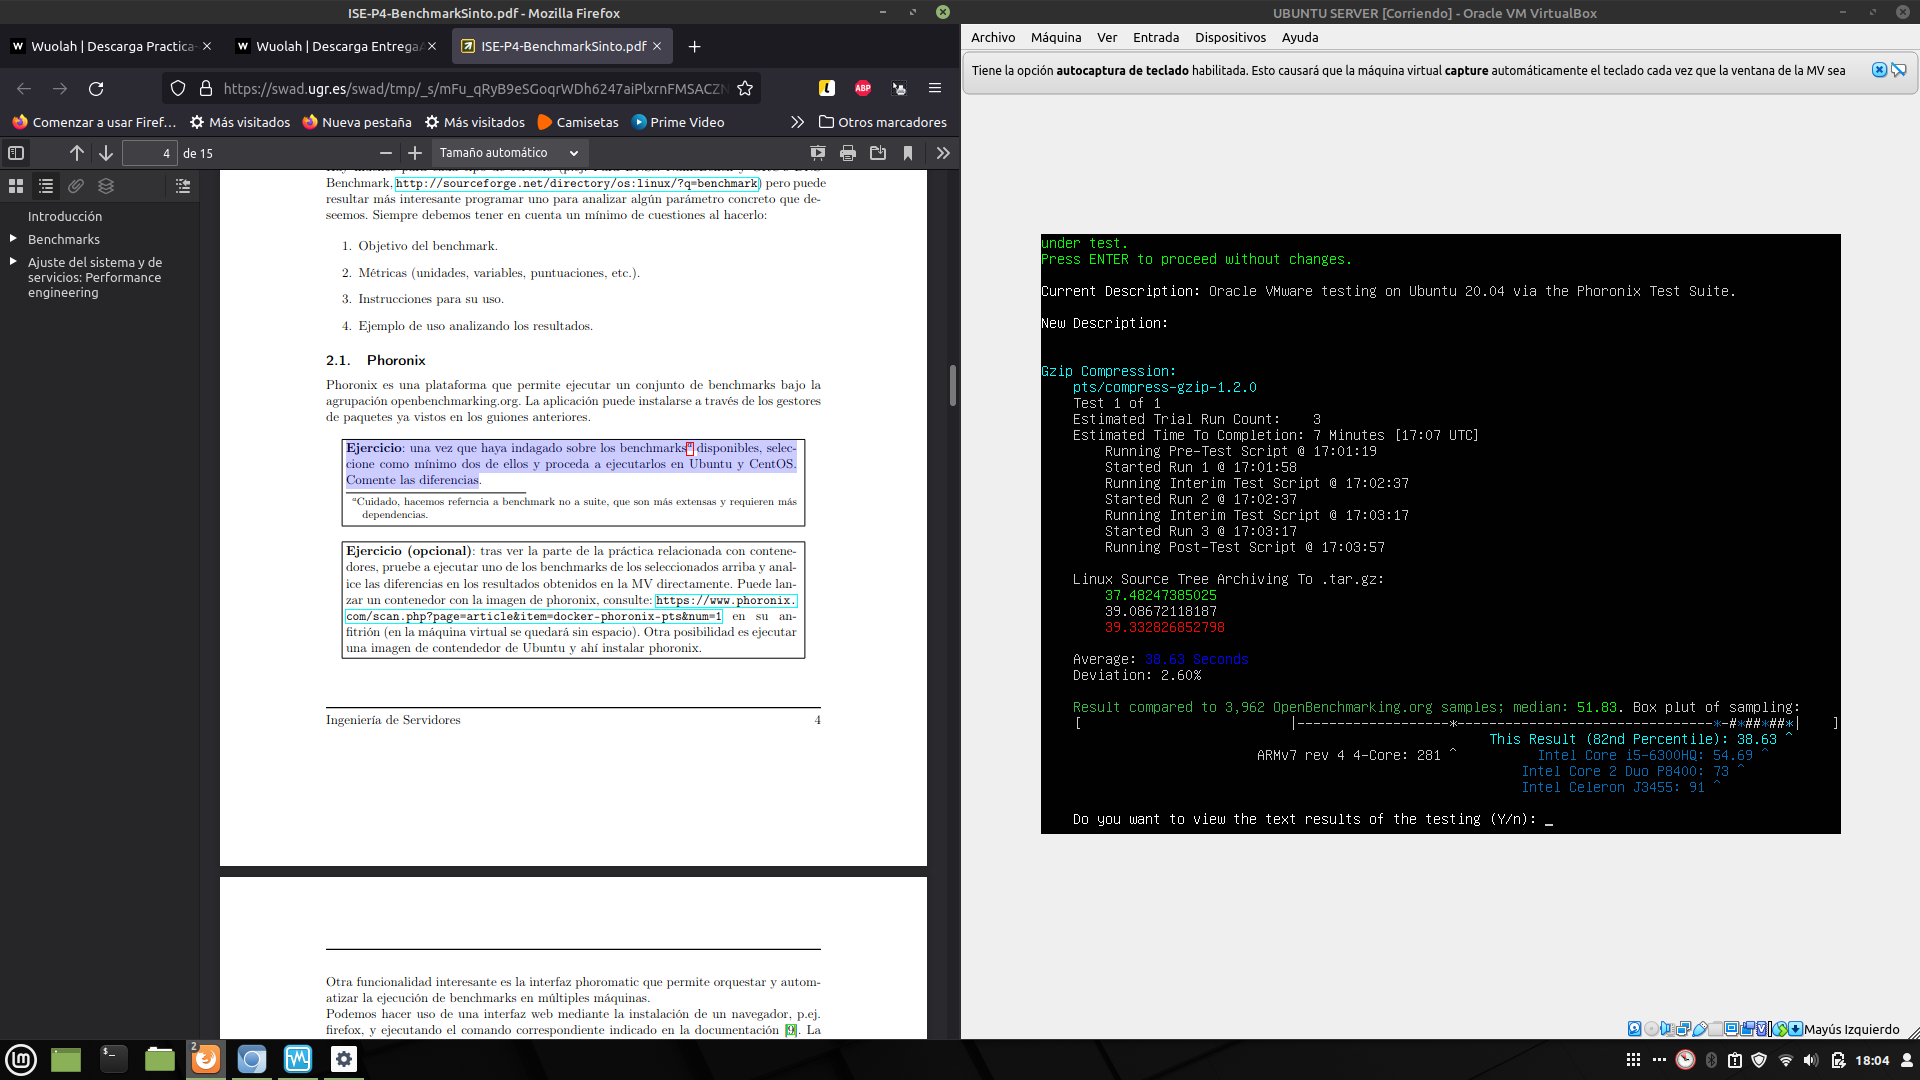 ISE-P4-BenchmarkSinto.pdf - Mozilla Firefox
Wuolah | Descarga Practica-
Wuolah | Descarga Entrega
ISE-P4-BenchmarkSinto.pdf
https://swad.ugr.es/swad/tmp/_s/mFu_qRyB9eSGoqrWDh6247aiPlxrnFMSACZN
ABP
Comenzar a usar Firef...
Más visitados
Nueva pestaña
Más visitados
Camisetas
Prime Video
Otros marcadores
4 de 15
Tamaño automático
Introducción
Benchmarks
Ajuste del sistema y de
servicios: Performance
engineering
Benchmark, http://sourceforge.net/directory/os:linux/?q=benchmark) pero puede
resultar más interesante programar uno para analizar algún parámetro concreto que de-
seemos. Siempre debemos tener en cuenta un mínimo de cuestiones al hacerlo:
1. Objetivo del benchmark.
2. Métricas (unidades, variables, puntuaciones, etc.).
3. Instrucciones para su uso.
4. Ejemplo de uso analizando los resultados.
2.1. Phoronix
Phoronix es una plataforma que permite ejecutar un conjunto de benchmarks bajo la
agrupación openbenchmarking.org. La aplicación puede instalarse a través de los gestores
de paquetes ya vistos en los guiones anteriores.
Ejercicio: una vez que haya indagado sobre los benchmarksª disponibles, selec-
cione como mínimo dos de ellos y proceda a ejecutarlos en Ubuntu y CentOS.
Comente las diferencias.
ªCuidado, hacemos referncia a benchmark no a suite, que son más extensas y requieren más
dependencias.
Ejercicio (opcional): tras ver la parte de la práctica relacionada con contene-
dores, pruebe a ejecutar uno de los benchmarks de los seleccionados arriba y anal-
ice las diferencias en los resultados obtenidos en la MV directamente. Puede lan-
zar un contenedor con la imagen de phoronix, consulte: https://www.phoronix.
com/scan.php?page=article&item=docker-phoronix-pts&num=1 en su an-
fitrión (en la máquina virtual se quedará sin espacio). Otra posibilidad es ejecutar
una imagen de contendedor de Ubuntu y ahí instalar phoronix.
Ingeniería de Servidores 4
Otra funcionalidad interesante es la interfaz phoromatic que permite orquestar y autom-
atizar la ejecución de benchmarks en múltiples máquinas.
Podemos hacer uso de una interfaz web mediante la instalación de un navegador, p.ej.
firefox, y ejecutando el comando correspondiente indicado en la documentación [9]. La
UBUNTU SERVER [Corriendo] - Oracle VM VirtualBox
Archivo Máquina Ver Entrada Dispositivos Ayuda
Tiene la opción autocaptura de teclado habilitada. Esto causará que la máquina virtual capture automáticamente el teclado cada vez que la ventana de la MV sea
under test.
Press ENTER to proceed without changes.
Current Description: Oracle VMware testing on Ubuntu 20.04 via the Phoronix Test Suite.
New Description:
Gzip Compression:
pts/compress-gzip-1.2.0
Test 1 of 1
Estimated Trial Run Count: 3
Estimated Time To Completion: 7 Minutes [17:07 UTC]
Running Pre-Test Script @ 17:01:19
Started Run 1 @ 17:01:58
Running Interim Test Script @ 17:02:37
Started Run 2 @ 17:02:37
Running Interim Test Script @ 17:03:17
Started Run 3 @ 17:03:17
Running Post-Test Script @ 17:03:57
Linux Source Tree Archiving To .tar.gz:
37.48247385025
39.08672118187
39.332826852798
Average: 38.63 Seconds
Deviation: 2.60%
Result compared to 3,962 OpenBenchmarking.org samples; median: 51.83. Box plut of sampling:
[ |-------------------*--------------------------------*-#*##*##*| ]
This Result (82nd Percentile): 38.63 ^
ARMv7 rev 4 4-Core: 281 ^ Intel Core i5-6300HQ: 54.69 ^
Intel Core 2 Duo P8400: 73 ^
Intel Celeron J3455: 91 ^
Do you want to view the text results of the testing (Y/n): _
Mayús Izquierdo
2
18:04